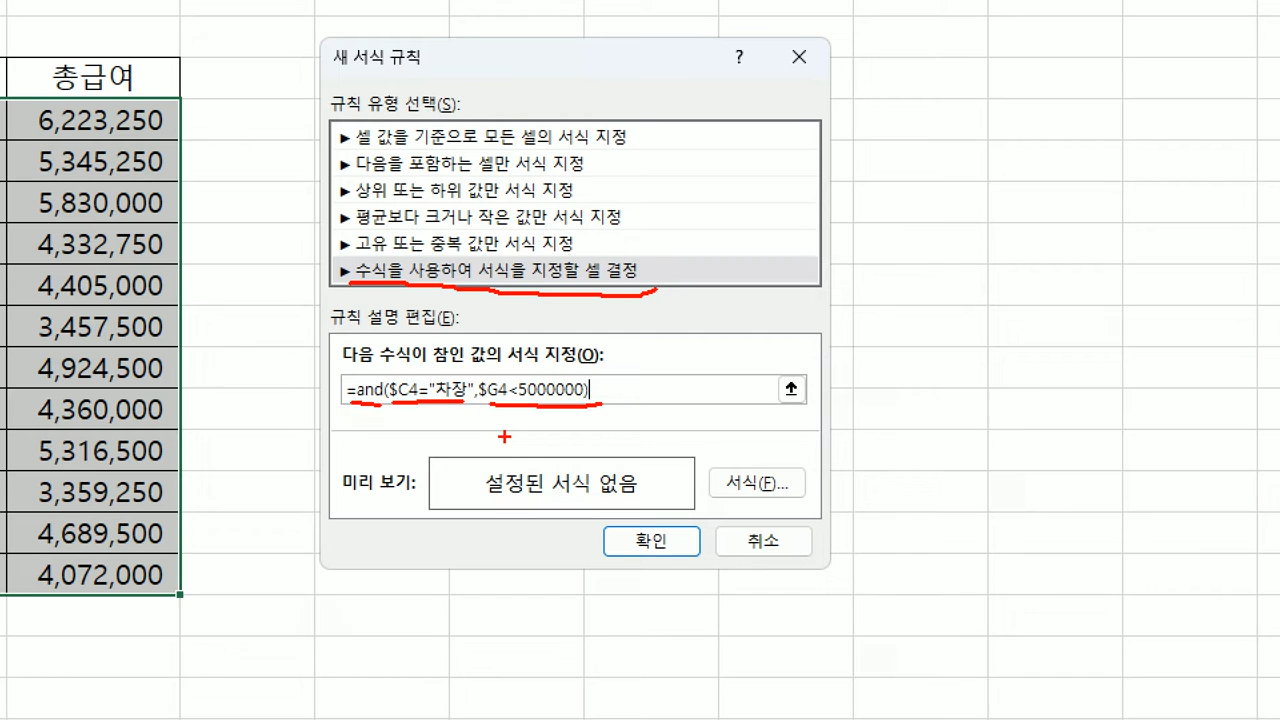 총급여
6,223,250
5,345,250
5,830,000
4,332,750
4,405,000
3,457,500
4,924,500
4,360,000
5,316,500
3,359,250
4,689,500
4,072,000
새 서식 규칙
?
규칙 유형 선택(S):
► 셀 값을 기준으로 모든 셀의 서식 지정
► 다음을 포함하는 셀만 서식 지정
► 상위 또는 하위 값만 서식 지정
► 평균보다 크거나 작은 값만 서식 지정
► 고유 또는 중복 값만 서식 지정
► 수식을 사용하여 서식을 지정할 셀 결정
규칙 설명 편집(E):
다음 수식이 참인 값의 서식 지정(O):
=and($C4="차장",$G4<5000000)
미리 보기:
설정된 서식 없음
서식(F)...
확인
취소